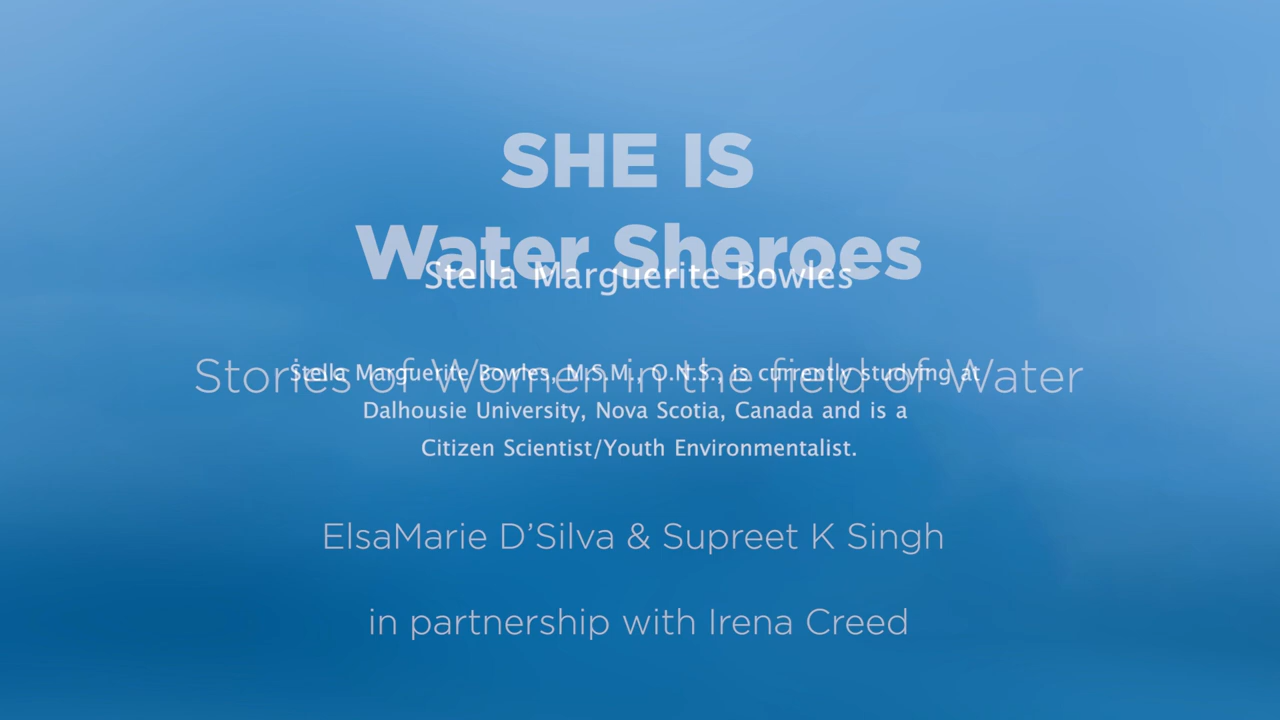 SHE IS
Water Sheroes
Stella Marguerite Bowles
Stories of Women in the field of Water
Stella Marguerite Bowles, M.S.M., O.N.S., is currently studying at
Dalhousie University, Nova Scotia, Canada and is a
Citizen Scientist/Youth Environmentalist.
ElsaMarie D’Silva & Supreet K Singh
in partnership with Irena Creed